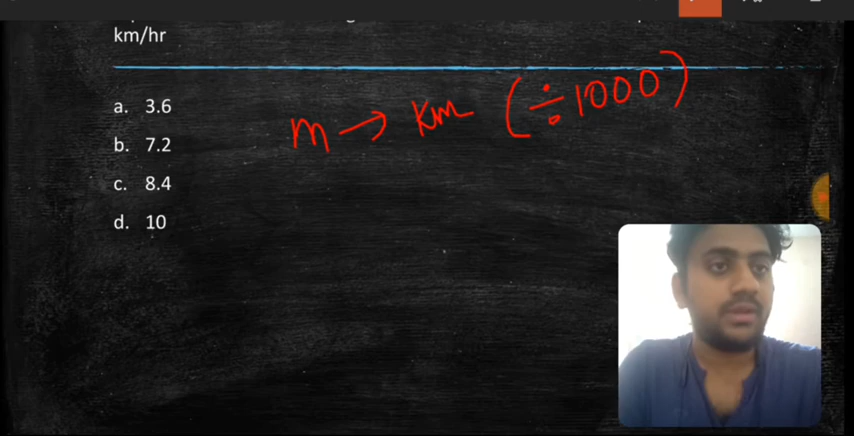 km/hr
m → km (÷1000)
a. 3.6
b. 7.2
c. 8.4
d. 10